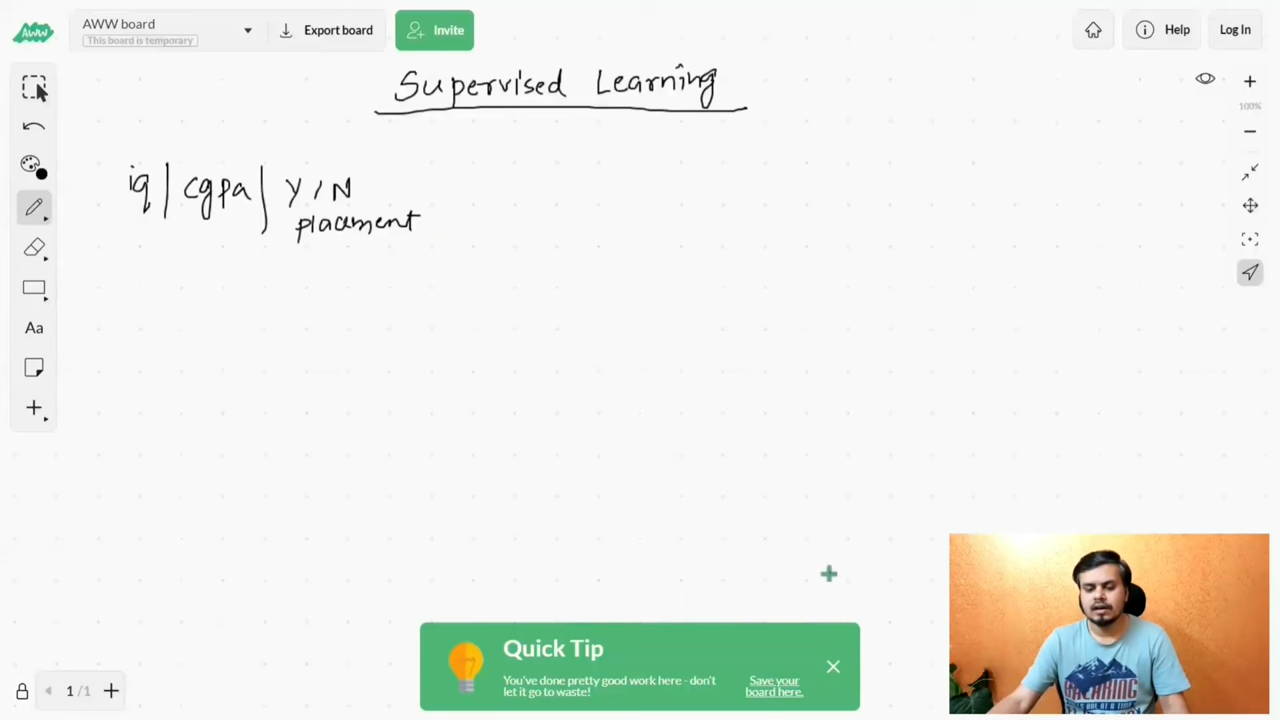 AWW
AWW board
This board is temporary
Export board
Invite
Help
Log In
Supervised Learning
100%
iq | cgpa | Y / N
placement
Aa
Quick Tip
You've done pretty good work here - don't
let it go to waste!
Save your
board here.
1 /1